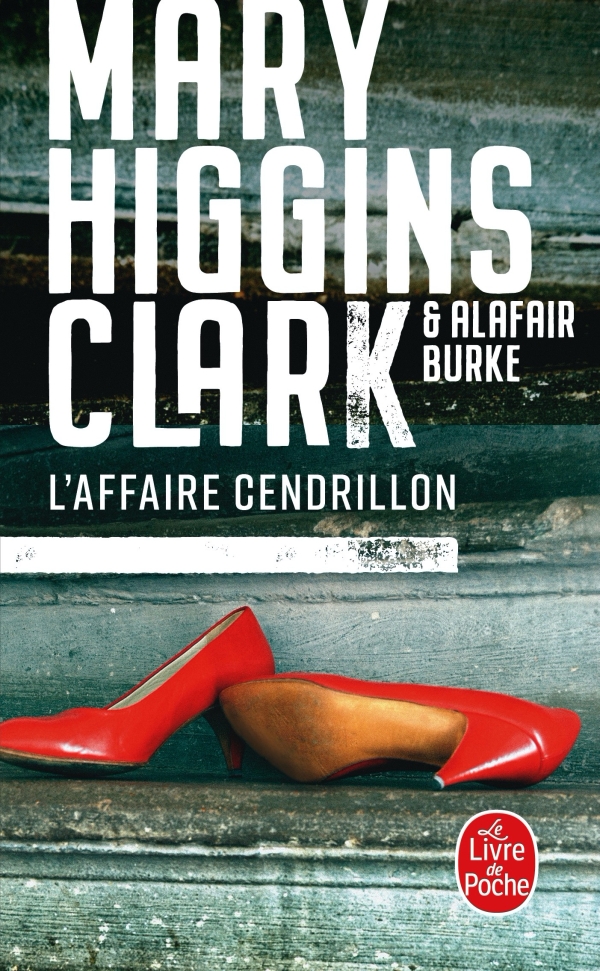 MARY
HIGGINS
CLARK
& ALAFAIR
BURKE
L'AFFAIRE CENDRILLON
Le
Livre
de
Poche